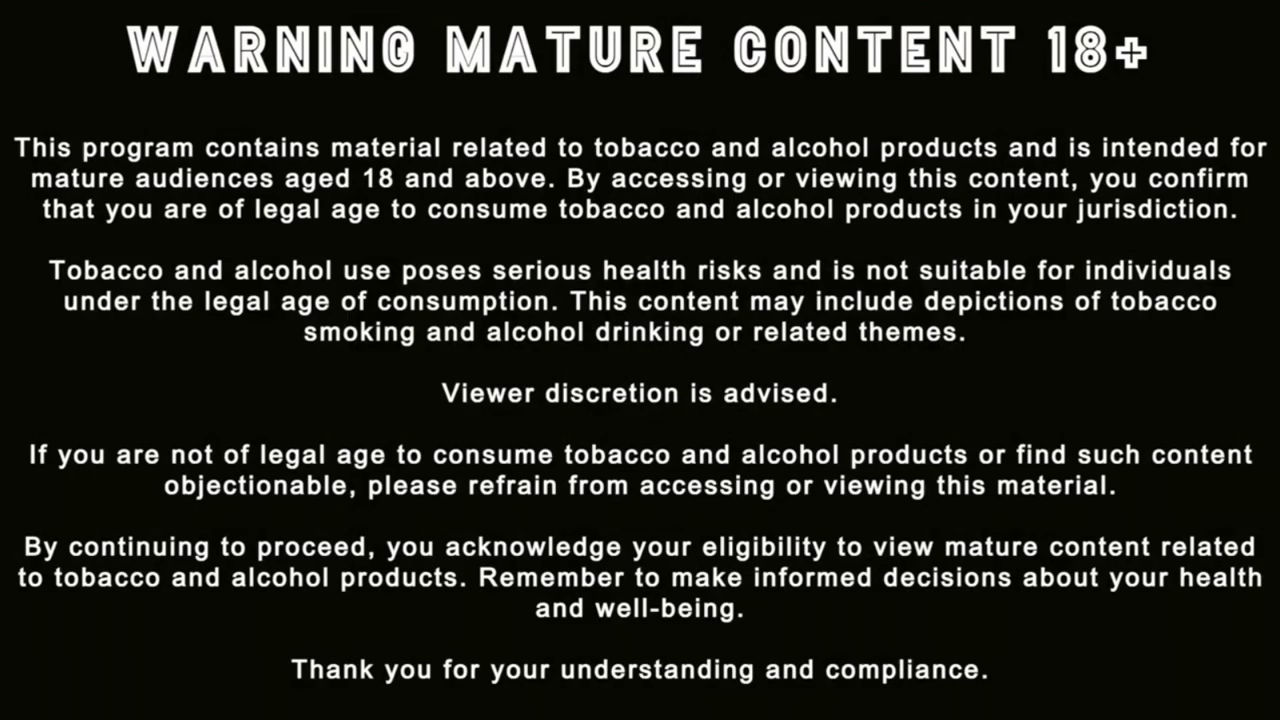 WARNING MATURE CONTENT 18+
This program contains material related to tobacco and alcohol products and is intended for
mature audiences aged 18 and above. By accessing or viewing this content, you confirm
that you are of legal age to consume tobacco and alcohol products in your jurisdiction.
Tobacco and alcohol use poses serious health risks and is not suitable for individuals
under the legal age of consumption. This content may include depictions of tobacco
smoking and alcohol drinking or related themes.
Viewer discretion is advised.
If you are not of legal age to consume tobacco and alcohol products or find such content
objectionable, please refrain from accessing or viewing this material.
By continuing to proceed, you acknowledge your eligibility to view mature content related
to tobacco and alcohol products. Remember to make informed decisions about your health
and well-being.
Thank you for your understanding and compliance.